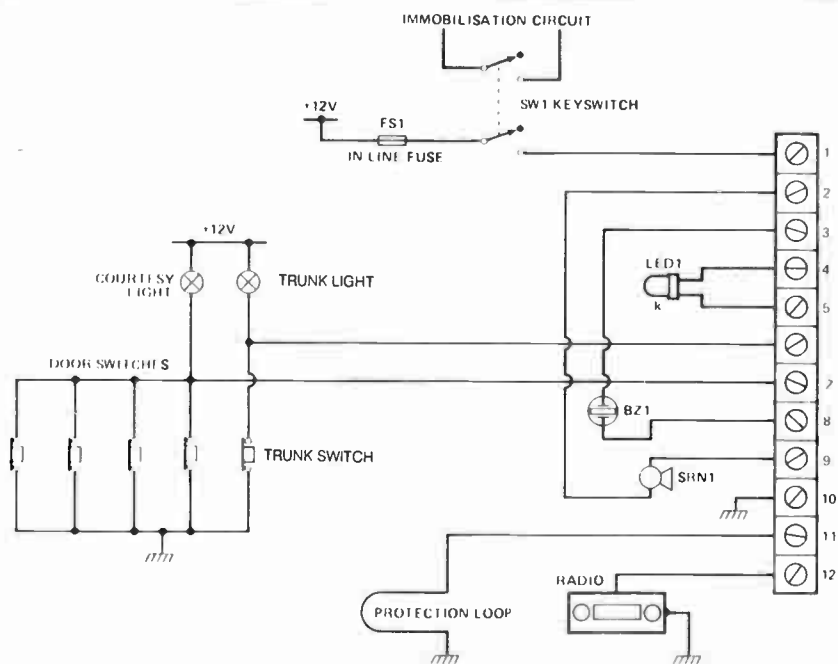 IMMOBILISATION CIRCUIT
SW1 KEYSWITCH
+12V
FS1
IN LINE FUSE
1
2
3
LED1
4
k
5
+12V
COURTESY
LIGHT
TRUNK LIGHT
DOOR SWITCHES
7
BZ1
8
TRUNK SWITCH
9
SRN1
10
11
RADIO
12
PROTECTION LOOP